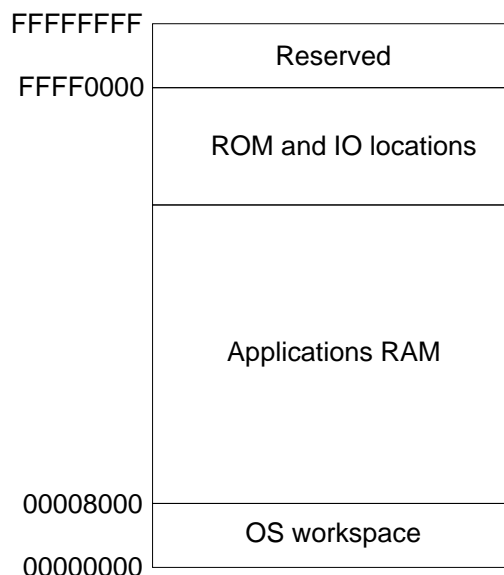 FFFFFFFF
Reserved
FFFF0000
ROM and IO locations
Applications RAM
00008000
OS workspace
00000000